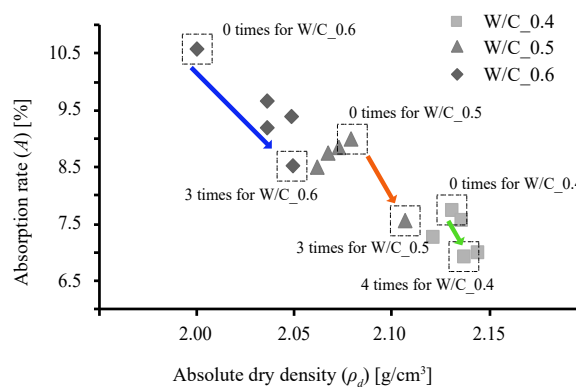 0 times for W/C_0.6
W/C_0.4
W/C_0.5
W/C_0.6
10.5
9.5
8.5
7.5
6.5
Absorption rate (A) [%]
0 times for W/C_0.5
3 times for W/C_0.6
0 times for W/C_0.4
3 times for W/C_0.5
4 times for W/C_0.4
2.00
2.05
2.10
2.15
Absolute dry density (ρd) [g/cm³]